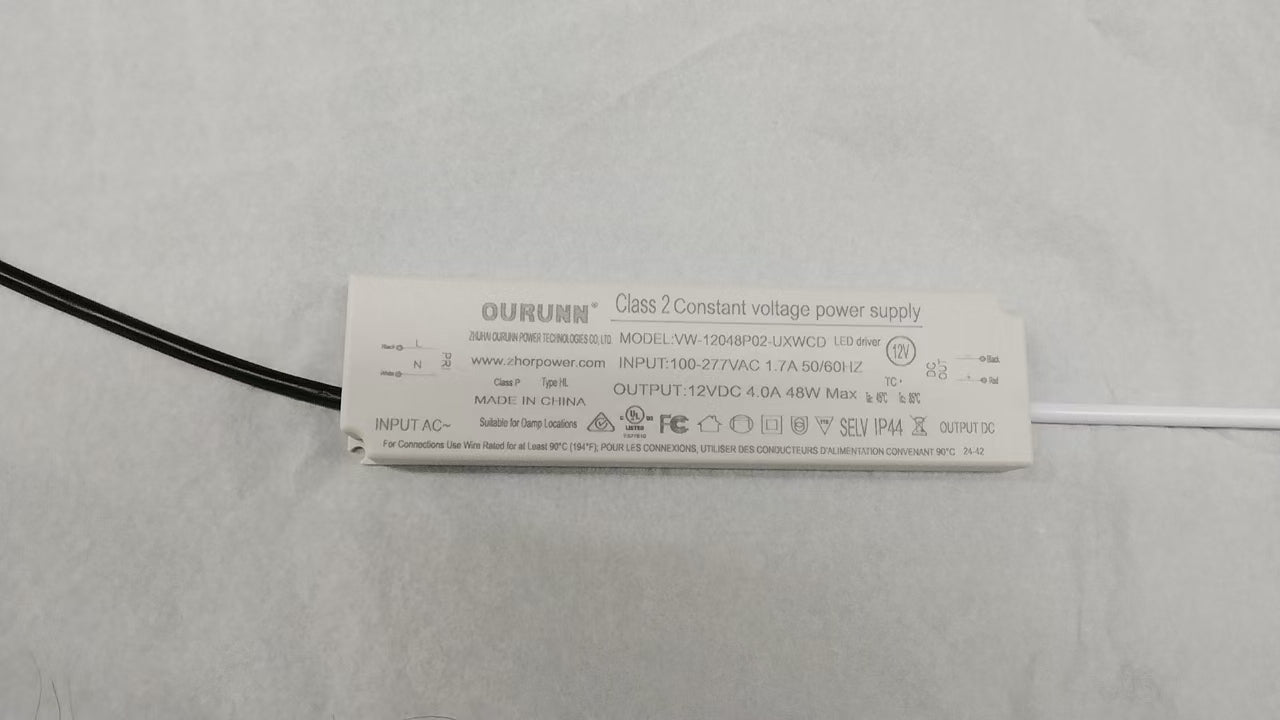 OURUNN®
Class 2 Constant voltage power supply
ZHUHAI OURUNN POWER TECHNOLOGIES CO, LTD.
MODEL:VW-12048P02-UXWCD LED driver
12V
www.zhorpower.com
INPUT:100-277VAC 1.7A 50/60HZ
Class P Type HL
OUTPUT:12VDC 4.0A 48W Max
TC
MADE IN CHINA
Black L
White N
PRI
Black
Red
INPUT AC~
Suitable for Damp Locations
UL
LISTED
FC
SELV IP44
OUTPUT DC
For Connections Use Wire Rated for at Least 90°C (194°F); POUR LES CONNEXIONS, UTILISER DES CONDUCTEURS D'ALIMENTATION CONVENANT 90°C 24-42